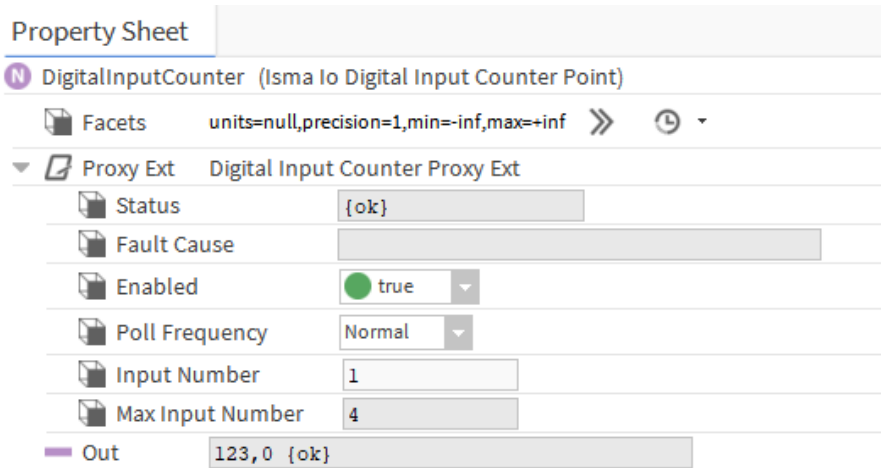 Property Sheet
N DigitalInputCounter (Isma Io Digital Input Counter Point)
Facets units=null,precision=1,min=-inf,max=+inf
Proxy Ext Digital Input Counter Proxy Ext
Status {ok}
Fault Cause
Enabled true
Poll Frequency Normal
Input Number 1
Max Input Number 4
Out 123,0 {ok}